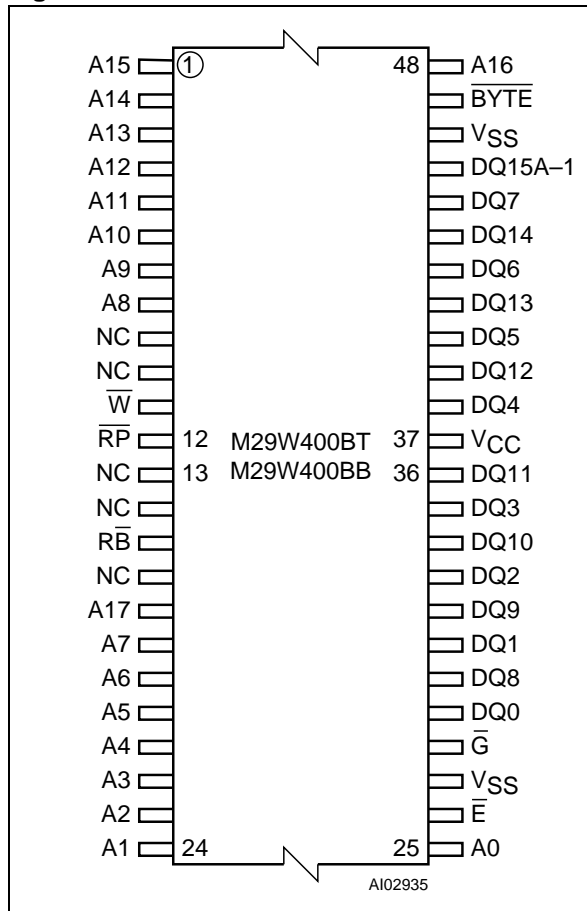 A15 ① 48 A16
A14 B̅Y̅T̅E̅
A13 VSS
A12 DQ15A–1
A11 DQ7
A10 DQ14
A9 DQ6
A8 DQ13
NC DQ5
NC DQ12
W̅ DQ4
R̅P̅ 12 M29W400BT 37 VCC
NC 13 M29W400BB 36 DQ11
NC DQ3
RB̅ DQ10
NC DQ2
A17 DQ9
A7 DQ1
A6 DQ8
A5 DQ0
A4 G̅
A3 VSS
A2 E̅
A1 24 25 A0
AI02935